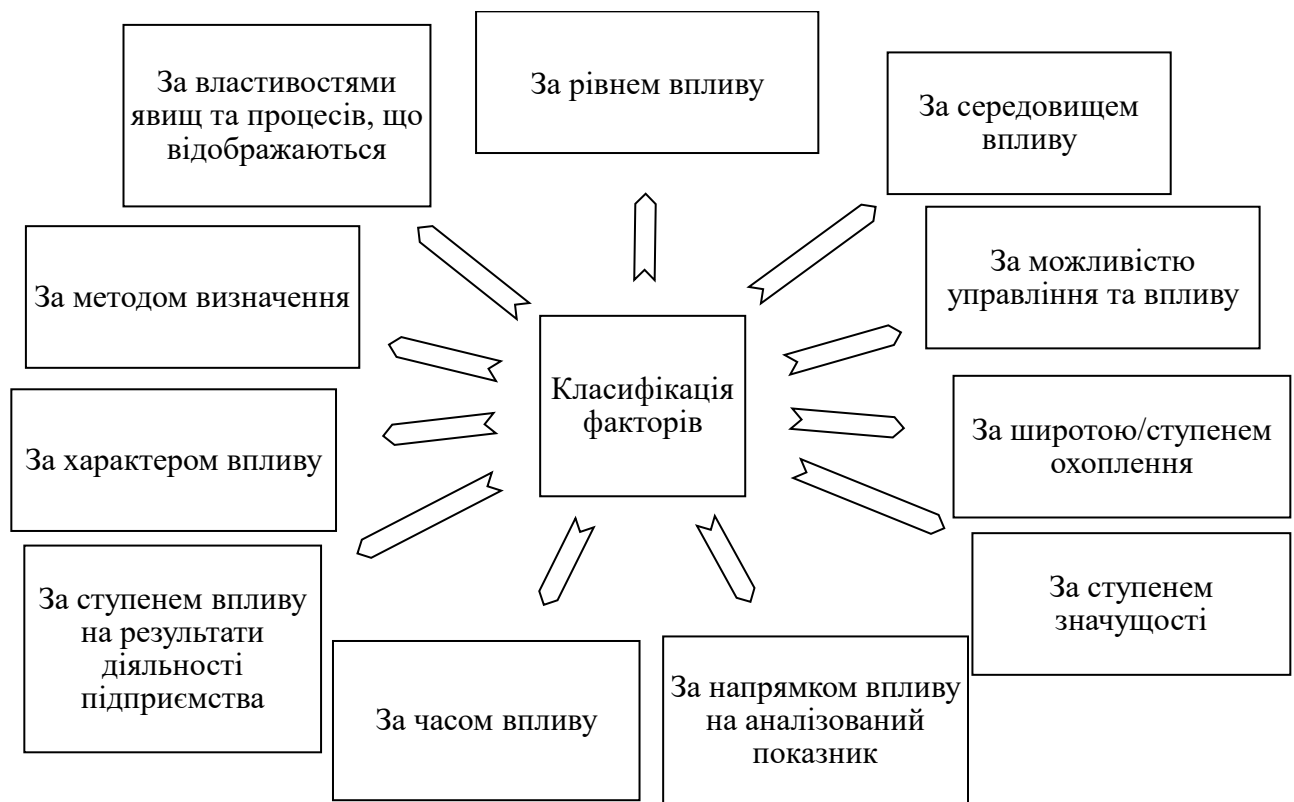 За властивостями
явищ та процесів, що
відображаються
За рівнем впливу
За середовищем
впливу
За методом визначення
За можливістю
управління та впливу
Класифікація
факторів
За характером впливу
За широтою/ступенем
охоплення
За ступенем впливу
на результати
діяльності
підприємства
За ступенем
значущості
За часом впливу
За напрямком впливу
на аналізований
показник